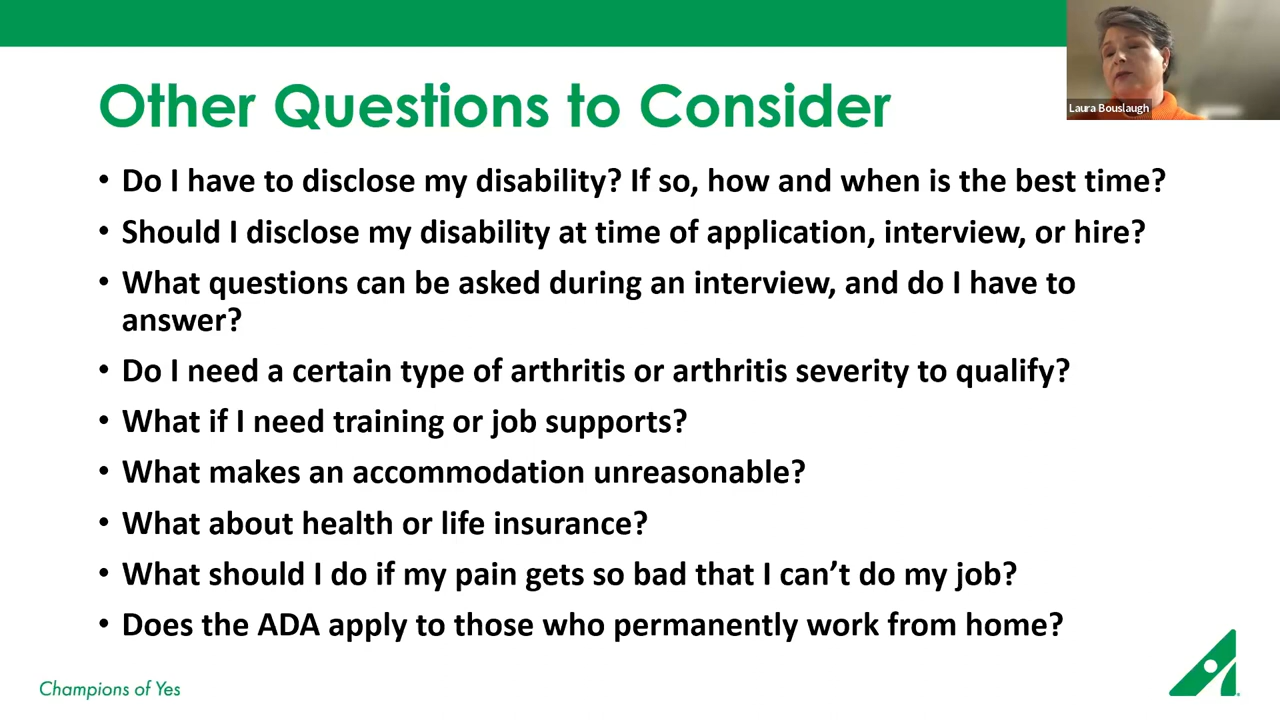 Laura Bouslaugh
Other Questions to Consider
• Do I have to disclose my disability? If so, how and when is the best time?
• Should I disclose my disability at time of application, interview, or hire?
• What questions can be asked during an interview, and do I have to
answer?
• Do I need a certain type of arthritis or arthritis severity to qualify?
• What if I need training or job supports?
• What makes an accommodation unreasonable?
• What about health or life insurance?
• What should I do if my pain gets so bad that I can’t do my job?
• Does the ADA apply to those who permanently work from home?
Champions of Yes